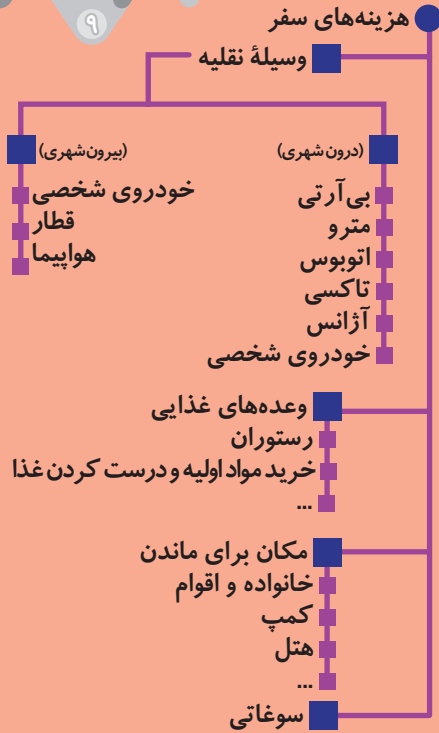 ۹
هزینه‌های سفر
وسیلهٔ نقلیه
(درون‌شهری)
بی‌آرتی
مترو
اتوبوس
تاکسی
آژانس
خودروی شخصی
(بیرون‌شهری)
خودروی شخصی
قطار
هواپیما
وعده‌های غذایی
رستوران
خرید مواد اولیه و درست کردن غذا
...
مکان برای ماندن
خانواده و اقوام
کمپ
هتل
...
سوغاتی